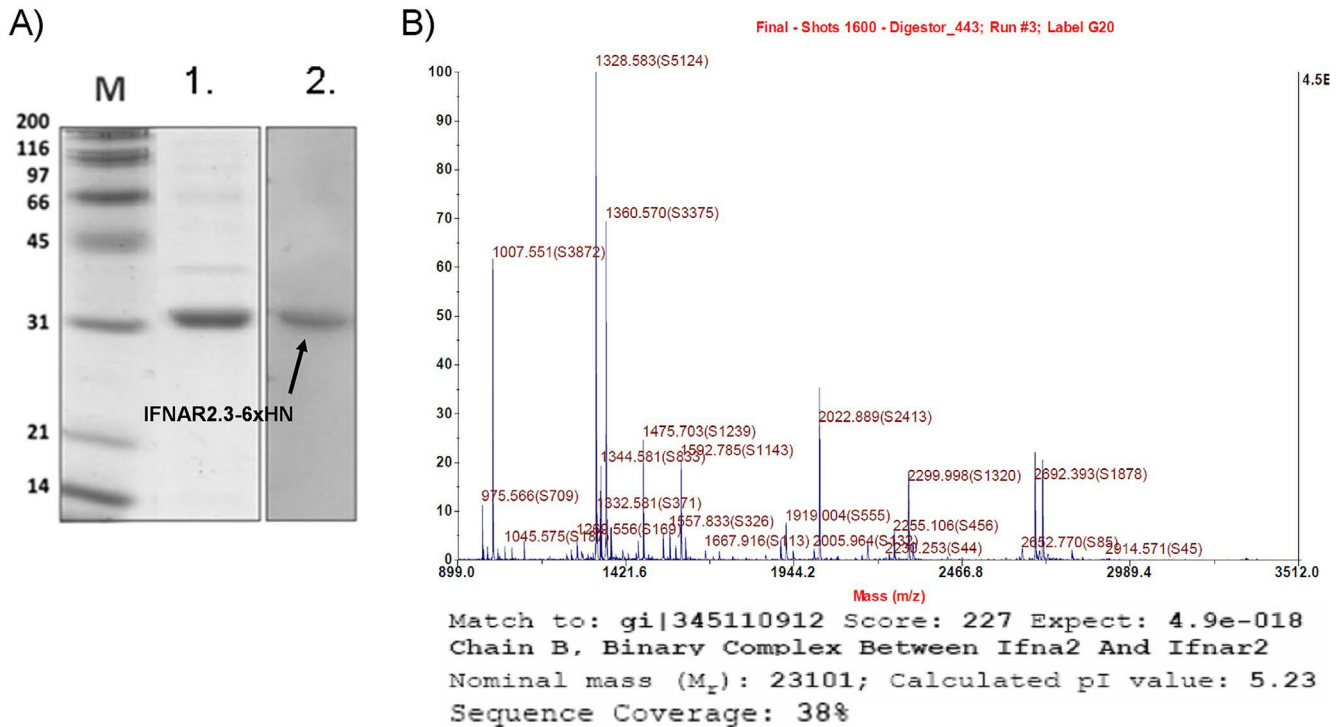 A)
M
1.
2.
200
116
97
66
45
31
21
14
IFNAR2.3-6xHN
B)
Final - Shots 1600 - Digestor_443; Run #3; Label G20
4.5E
100
90
80
70
60
50
40
30
20
10
0
1328.583(S5124)
1360.570(S3375)
1007.551(S3872)
2022.889(S2413)
1475.703(S1239)
1592.785(S1143)
1344.581(S833)
2299.998(S1320)
2692.393(S1878)
975.566(S709)
1332.581(S371)
1919.004(S555)
1557.833(S326)
2255.106(S456)
1667.916(S113)
2005.964(S132)
2230.253(S44)
2652.770(S85)
2914.571(S45)
899.0
1421.6
1944.2
2466.8
2989.4
3512.0
Mass (m/z)
Match to: gi|345110912 Score: 227 Expect: 4.9e-018
Chain B, Binary Complex Between Ifna2 And Ifnar2
Nominal mass (Mr): 23101; Calculated pI value: 5.23
Sequence Coverage: 38%